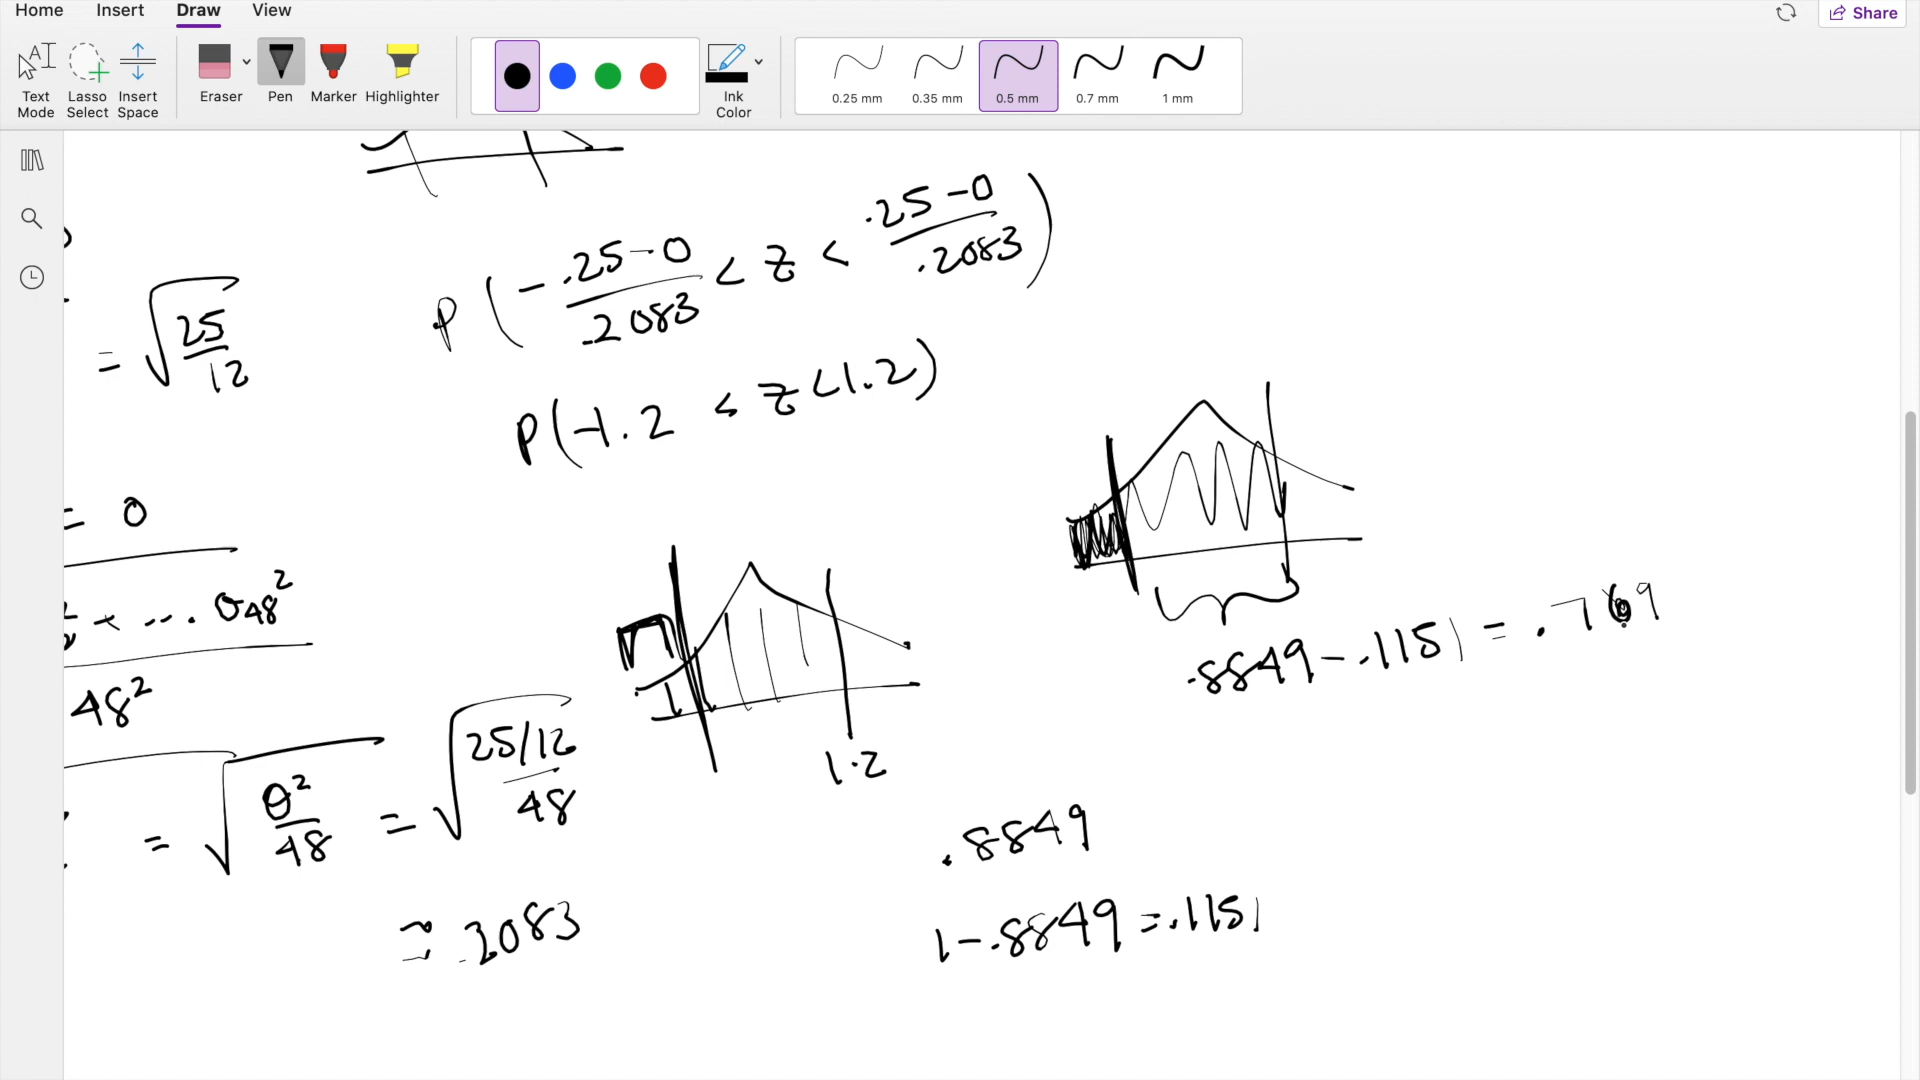 Home Insert Draw View Share
AI
Text Mode
Lasso Select
Insert Space
Eraser
Pen
Marker
Highlighter
Ink Color
0.25 mm
0.35 mm
0.5 mm
0.7 mm
1 mm
= √25/12
P(-.25-0/.2083 < z < .25-0/.2083)
P(-1.2 < z < 1.2)
= 0
+ ... σ48²
48²
= √σ²/48 = √25/12/48
≈ .2083
1.2
.8849 - .1151 = .769
.8849
1-.8849 = .1151